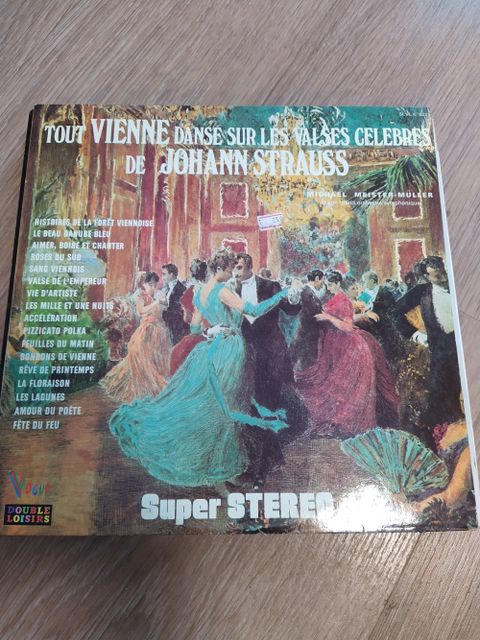 TOUT VIENNE DANSE SUR LES VALSES CELEBRES
DE JOHANN STRAUSS
MICHAEL MEISTER-MÜLLER
HISTOIRES DE LA FORÊT VIENNOISE
LE BEAU DANUBE BLEU
AIMER, BOIRE ET CHANTER
ROSES DU SUD
SANG VIENNOIS
VALSE DE L'EMPEREUR
VIE D'ARTISTE
LES MILLE ET UNE NUITS
ACCÉLÉRATION
PIZZICATO POLKA
FEUILLES DU MATIN
BONBONS DE VIENNE
RÊVE DE PRINTEMPS
LA FLORAISON
LES LAGUNES
AMOUR DU POÈTE
FÊTE DU FEU
VOGUE
DOUBLE
LOISIRS
Super STEREO